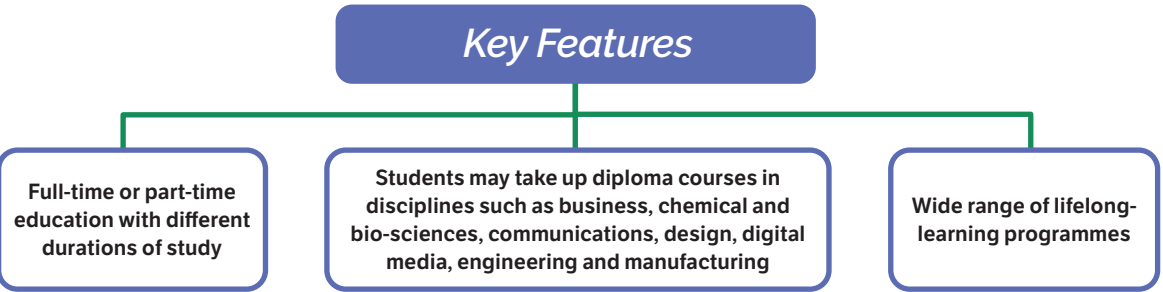 Key Features
Full-time or part-time
education with different
durations of study
Students may take up diploma courses in
disciplines such as business, chemical and
bio-sciences, communications, design, digital
media, engineering and manufacturing
Wide range of lifelong-
learning programmes